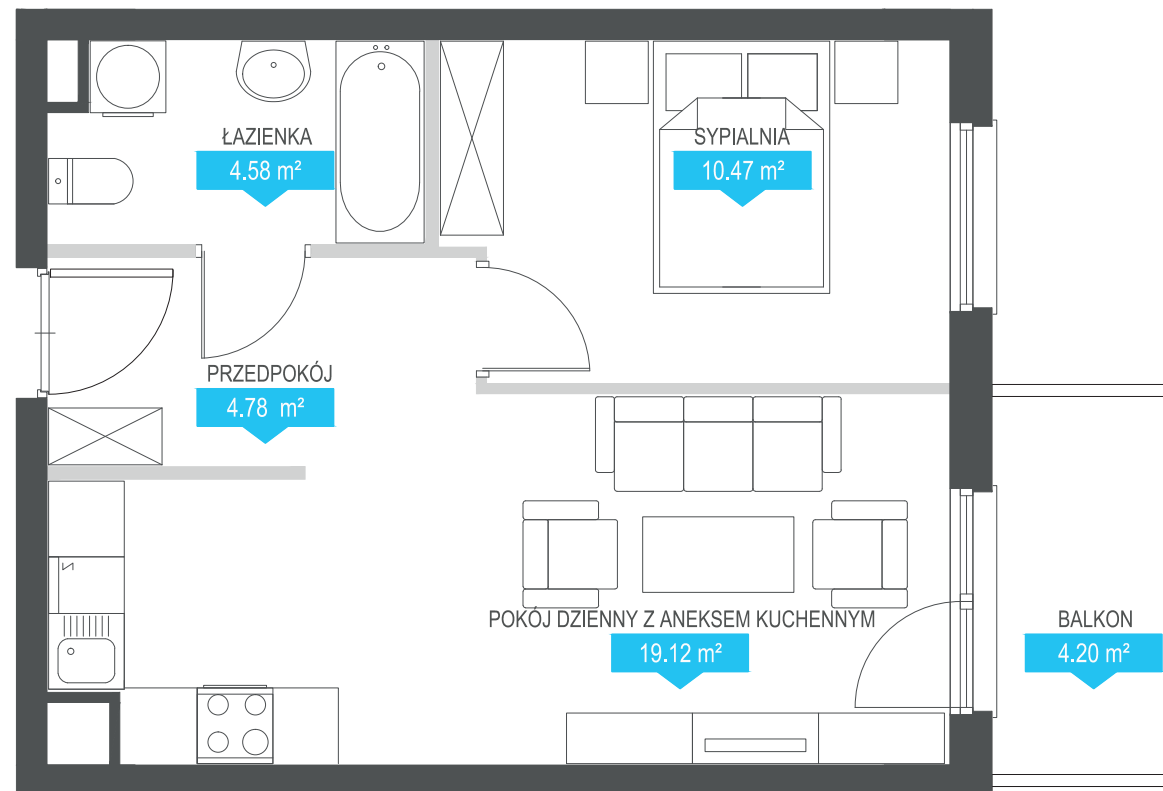 ŁAZIENKA
4.58 m²
SYPIALNIA
10.47 m²
PRZEDPOKÓJ
4.78 m²
POKÓJ DZIENNY Z ANEKSEM KUCHENNYM
19.12 m²
BALKON
4.20 m²